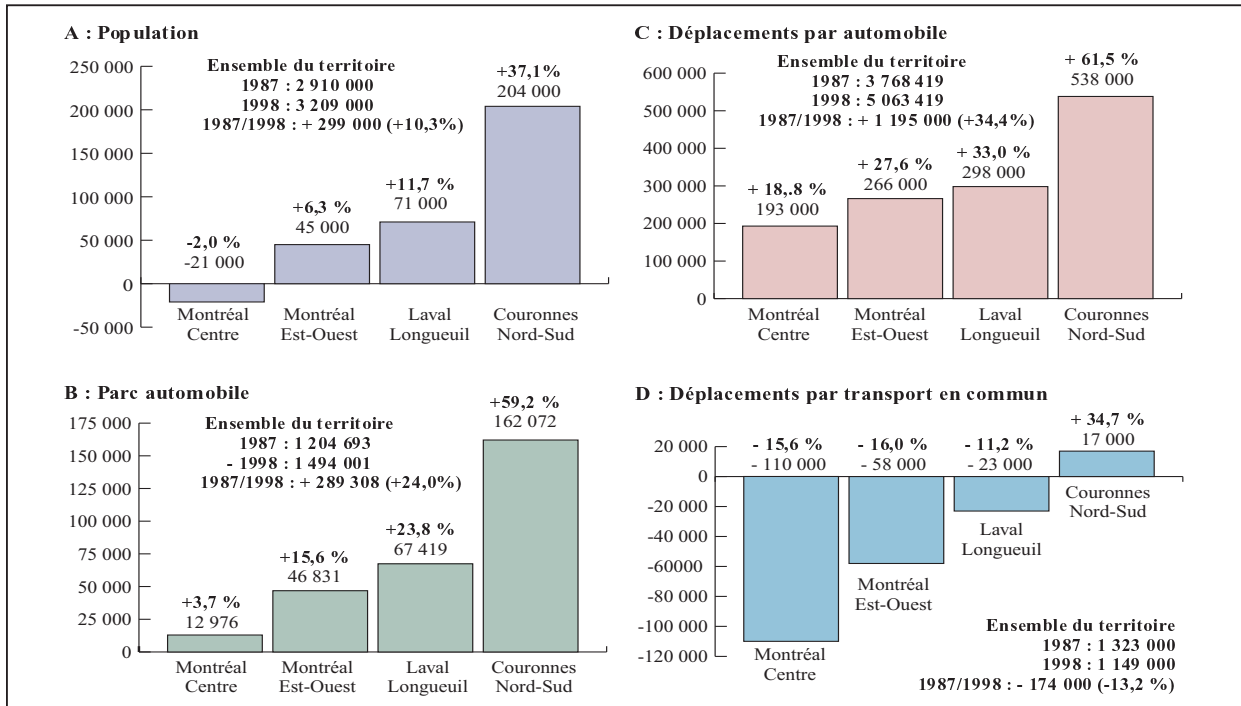 A : Population
250 000
200 000
150 000
100 000
50 000
0
-50 000
Ensemble du territoire
1987 : 2 910 000
1998 : 3 209 000
1987/1998 : + 299 000 (+10,3%)
-2,0 %
-21 000
+6,3 %
45 000
+11,7 %
71 000
+37,1%
204 000
Montréal
Centre
Montréal
Est-Ouest
Laval
Longueuil
Couronnes
Nord-Sud
B : Parc automobile
175 000
150 000
125 000
100 000
75 000
50 000
25 000
0
Ensemble du territoire
1987 : 1 204 693
- 1998 : 1 494 001
1987/1998 : + 289 308 (+24,0%)
+3,7 %
12 976
+15,6 %
46 831
+23,8 %
67 419
+59,2 %
162 072
Montréal
Centre
Montréal
Est-Ouest
Laval
Longueuil
Couronnes
Nord-Sud
C : Déplacements par automobile
600 000
500 000
400 000
300 000
200 000
100 000
0
Ensemble du territoire
1987 : 3 768 419
1998 : 5 063 419
1987/1998 : + 1 195 000 (+34,4%)
+ 18,.8 %
193 000
+ 27,6 %
266 000
+ 33,0 %
298 000
+ 61,5 %
538 000
Montréal
Centre
Montréal
Est-Ouest
Laval
Longueuil
Couronnes
Nord-Sud
D : Déplacements par transport en commun
20 000
0
-20 000
-40 000
-60000
-80 000
-100 000
-120 000
- 15,6 %
- 110 000
- 16,0 %
- 58 000
- 11,2 %
- 23 000
+ 34,7 %
17 000
Montréal
Centre
Montréal
Est-Ouest
Laval
Longueuil
Couronnes
Nord-Sud
Ensemble du territoire
1987 : 1 323 000
1998 : 1 149 000
1987/1998 : - 174 000 (-13,2 %)